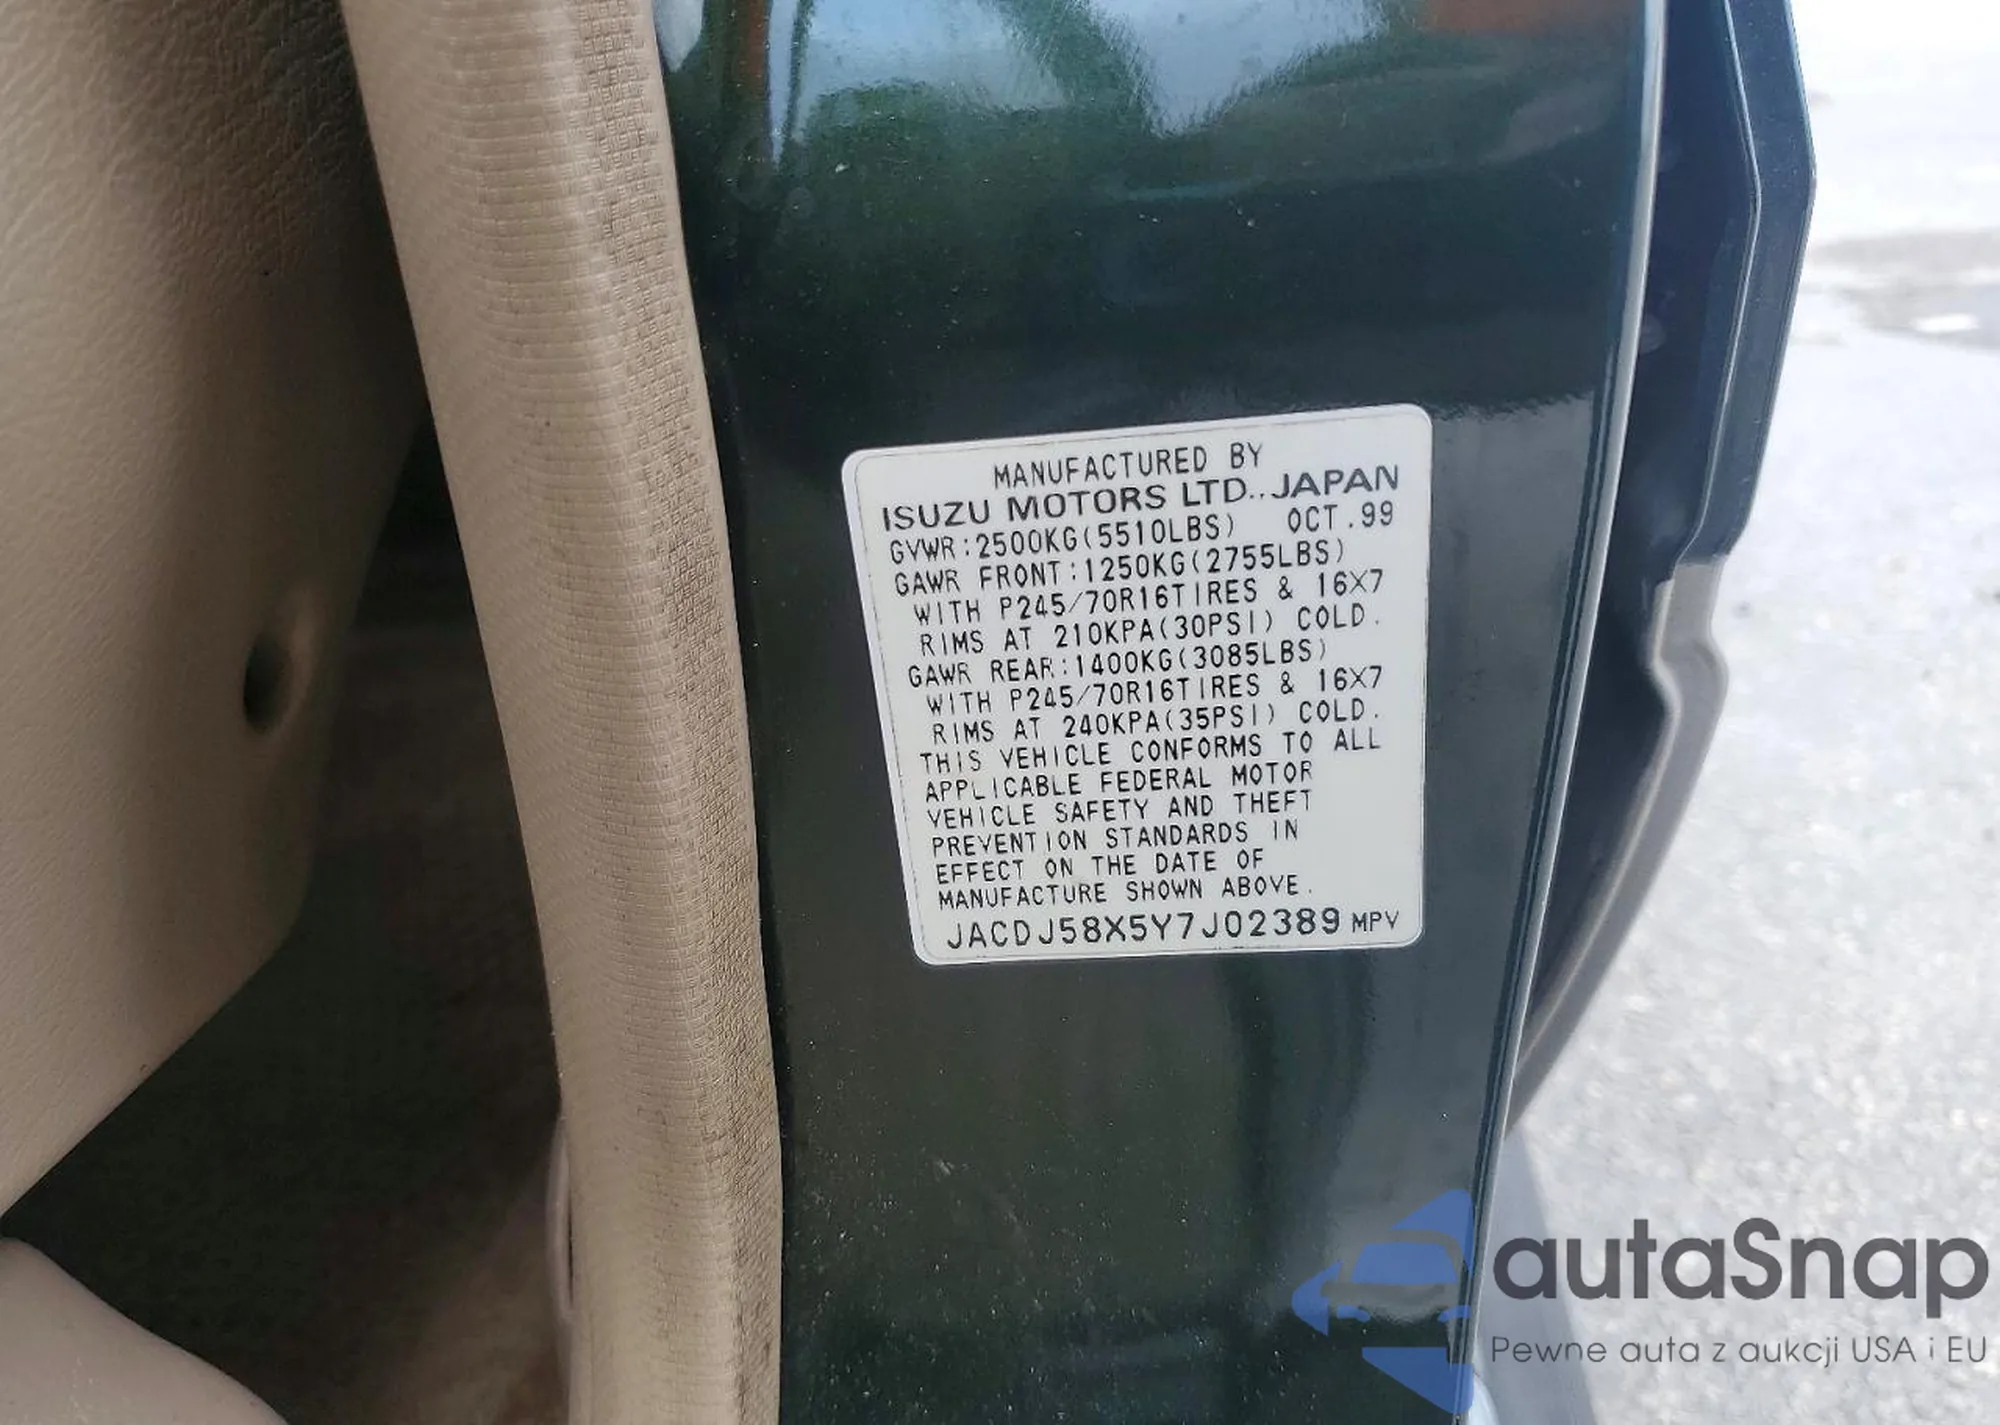 MANUFACTURED BY
ISUZU MOTORS LTD., JAPAN
GVWR:2500KG(5510LBS) OCT.99
GAWR FRONT:1250KG(2755LBS)
WITH P245/70R16TIRES & 16X7
RIMS AT 210KPA(30PSI) COLD.
GAWR REAR:1400KG(3085LBS)
WITH P245/70R16TIRES & 16X7
RIMS AT 240KPA(35PSI) COLD.
THIS VEHICLE CONFORMS TO ALL
APPLICABLE FEDERAL MOTOR
VEHICLE SAFETY AND THEFT
PREVENTION STANDARDS IN
EFFECT ON THE DATE OF
MANUFACTURE SHOWN ABOVE.
JACDJ58X5Y7J02389 MPV
autaSnap
Pewne auta z aukcji USA i EU